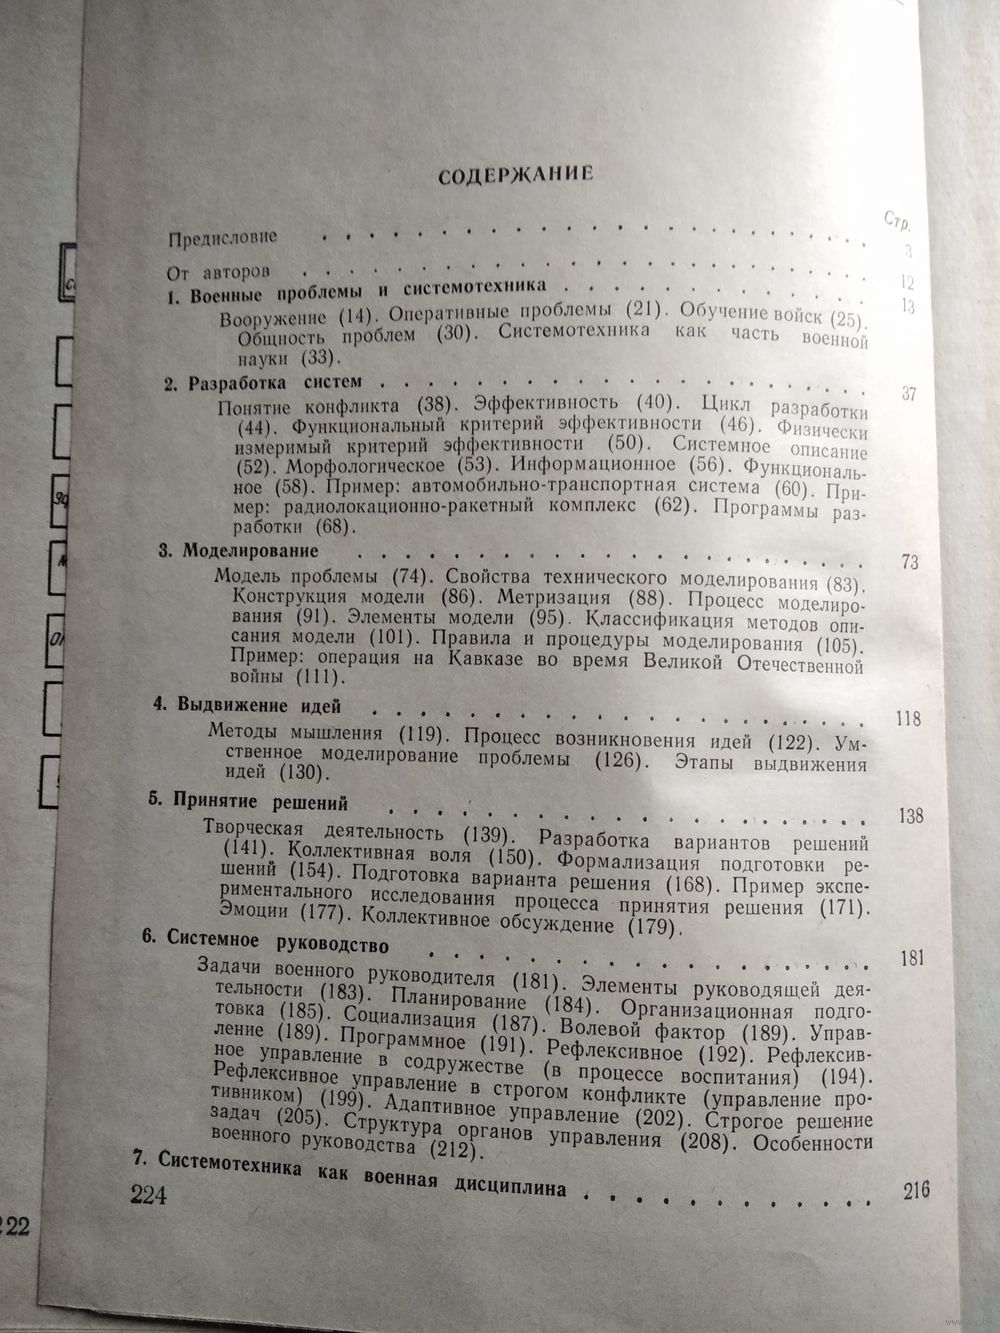 СОДЕРЖАНИЕ
Стр.
Предисловие . . . 3
От авторов . . . 12
1. Военные проблемы и системотехника . . . 13
Вооружение (14). Оперативные проблемы (21). Обучение войск (25).
Общность проблем (30). Системотехника как часть военной
науки (33).
2. Разработка систем . . . 37
Понятие конфликта (38). Эффективность (40). Цикл разработки
(44). Функциональный критерий эффективности (46). Физически
измеримый критерий эффективности (50). Системное описание
(52). Морфологическое (53). Информационное (56). Функциональ-
ное (58). Пример: автомобильно-транспортная система (60). При-
мер: радиолокационно-ракетный комплекс (62). Программы раз-
работки (68).
3. Моделирование . . . 73
Модель проблемы (74). Свойства технического моделирования (83).
Конструкция модели (86). Метризация (88). Процесс моделиро-
вания (91). Элементы модели (95). Классификация методов опи-
сания модели (101). Правила и процедуры моделирования (105).
Пример: операция на Кавказе во время Великой Отечественной
войны (111).
4. Выдвижение идей . . . 118
Методы мышления (119). Процесс возникновения идей (122). Ум-
ственное моделирование проблемы (126). Этапы выдвижения
идей (130).
5. Принятие решений . . . 138
Творческая деятельность (139). Разработка вариантов решений
(141). Коллективная воля (150). Формализация подготовки ре-
шений (154). Подготовка варианта решения (168). Пример экспе-
риментального исследования процесса принятия решения (171).
Эмоции (177). Коллективное обсуждение (179).
6. Системное руководство . . . 181
Задачи военного руководителя (181). Элементы руководящей дея-
тельности (183). Планирование (184). Организационная подго-
товка (185). Социализация (187). Волевой фактор (189). Управ-
ление (189). Программное (191). Рефлексивное (192). Рефлексив-
ное управление в содружестве (в процессе воспитания) (194).
Рефлексивное управление в строгом конфликте (управление про-
тивником) (199). Адаптивное управление (202). Строгое решение
задач (205). Структура органов управления (208). Особенности
военного руководства (212).
7. Системотехника как военная дисциплина . . . 216
224
222